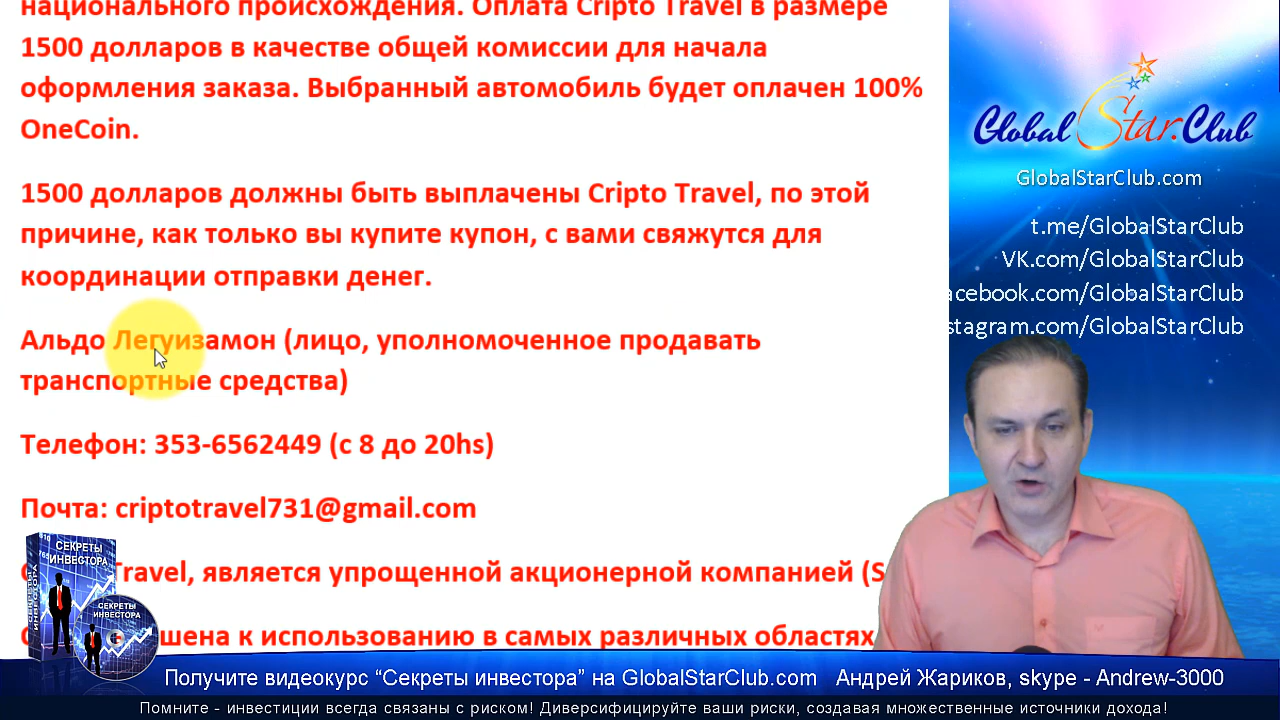 национального происхождения. Оплата Cripto Travel в размере
1500 долларов в качестве общей комиссии для начала
оформления заказа. Выбранный автомобиль будет оплачен 100%
OneCoin.
1500 долларов должны быть выплачены Cripto Travel, по этой
причине, как только вы купите купон, с вами свяжутся для
координации отправки денег.
Альдо Легуизамон (лицо, уполномоченное продавать
транспортные средства)
Телефон: 353-6562449 (с 8 до 20hs)
Почта: criptotravel731@gmail.com
Travel, является упрощенной акционерной компанией (S
к использованию в самых различных областях
Global Star.Club
GlobalStarClub.com
t.me/GlobalStarClub
VK.com/GlobalStarClub
acebook.com/GlobalStarClub
stagram.com/GlobalStarClub
СЕКРЕТЫ
ИНВЕСТОРА
СЕКРЕТЫ
ИНВЕСТОРА
Получите видеокурс “Секреты инвестора” на GlobalStarClub.com Андрей Жариков, skype - Andrew-3000
Помните - инвестиции всегда связаны с риском! Диверсифицируйте ваши риски, создавая множественные источники дохода!